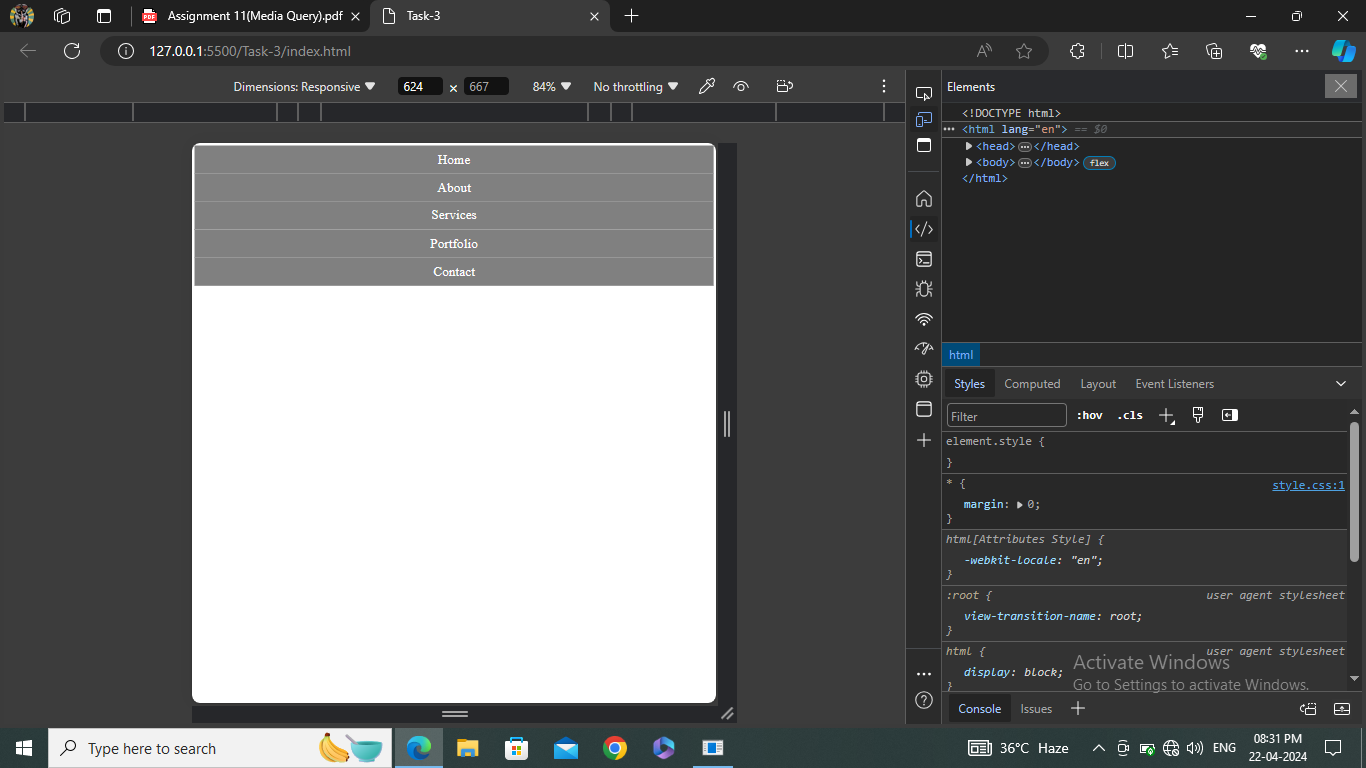 Assignment 11(Media Query).pdf
Task-3
127.0.0.1:5500/Task-3/index.html
Dimensions: Responsive 624 × 667 84% No throttling
Home
About
Services
Portfolio
Contact
Elements
<!DOCTYPE html>
<html lang="en"> == $0
<head> </head>
<body> </body> flex
</html>
html
Styles Computed Layout Event Listeners
Filter :hov .cls
element.style {
}
* { style.css:1
margin: 0;
}
html[Attributes Style] {
-webkit-locale: "en";
}
:root { user agent stylesheet
view-transition-name: root;
}
html { user agent stylesheet
display: block;
}
Activate Windows
Go to Settings to activate Windows.
Console Issues
Type here to search
36°C Haze
ENG
08:31 PM
22-04-2024